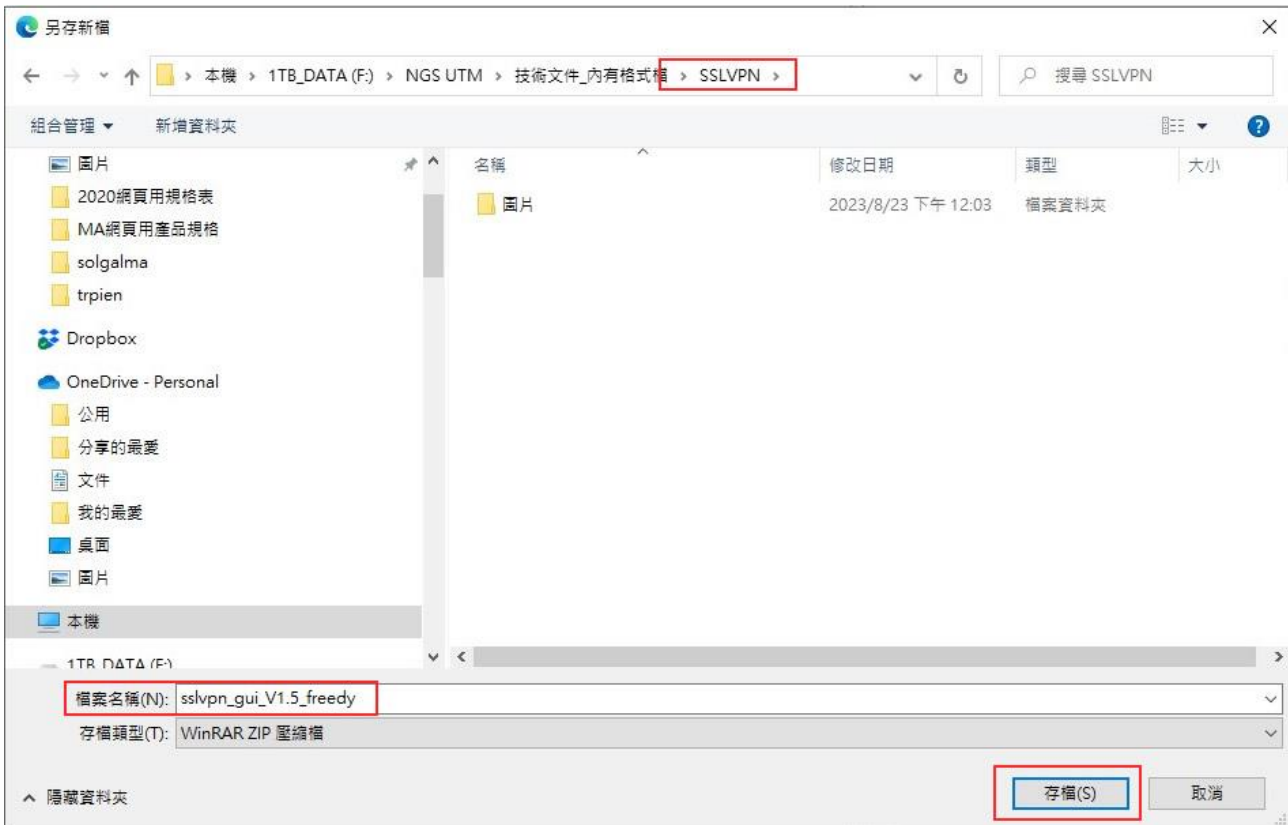 另存新檔
本機 > 1TB_DATA (F:) > NGS UTM > 技術文件_內有格式檔 > SSLVPN >
搜尋 SSLVPN
組合管理
新增資料夾
圖片
2020網頁用規格表
MA網頁用產品規格
solgalma
trpien
Dropbox
OneDrive - Personal
公用
分享的最愛
文件
我的最愛
桌面
圖片
本機
1TB_DATA (F:)
名稱 修改日期 類型 大小
圖片 2023/8/23 下午 12:03 檔案資料夾
檔案名稱(N): sslvpn_gui_V1.5_freedy
存檔類型(T): WinRAR ZIP 壓縮檔
隱藏資料夾
存檔(S)
取消